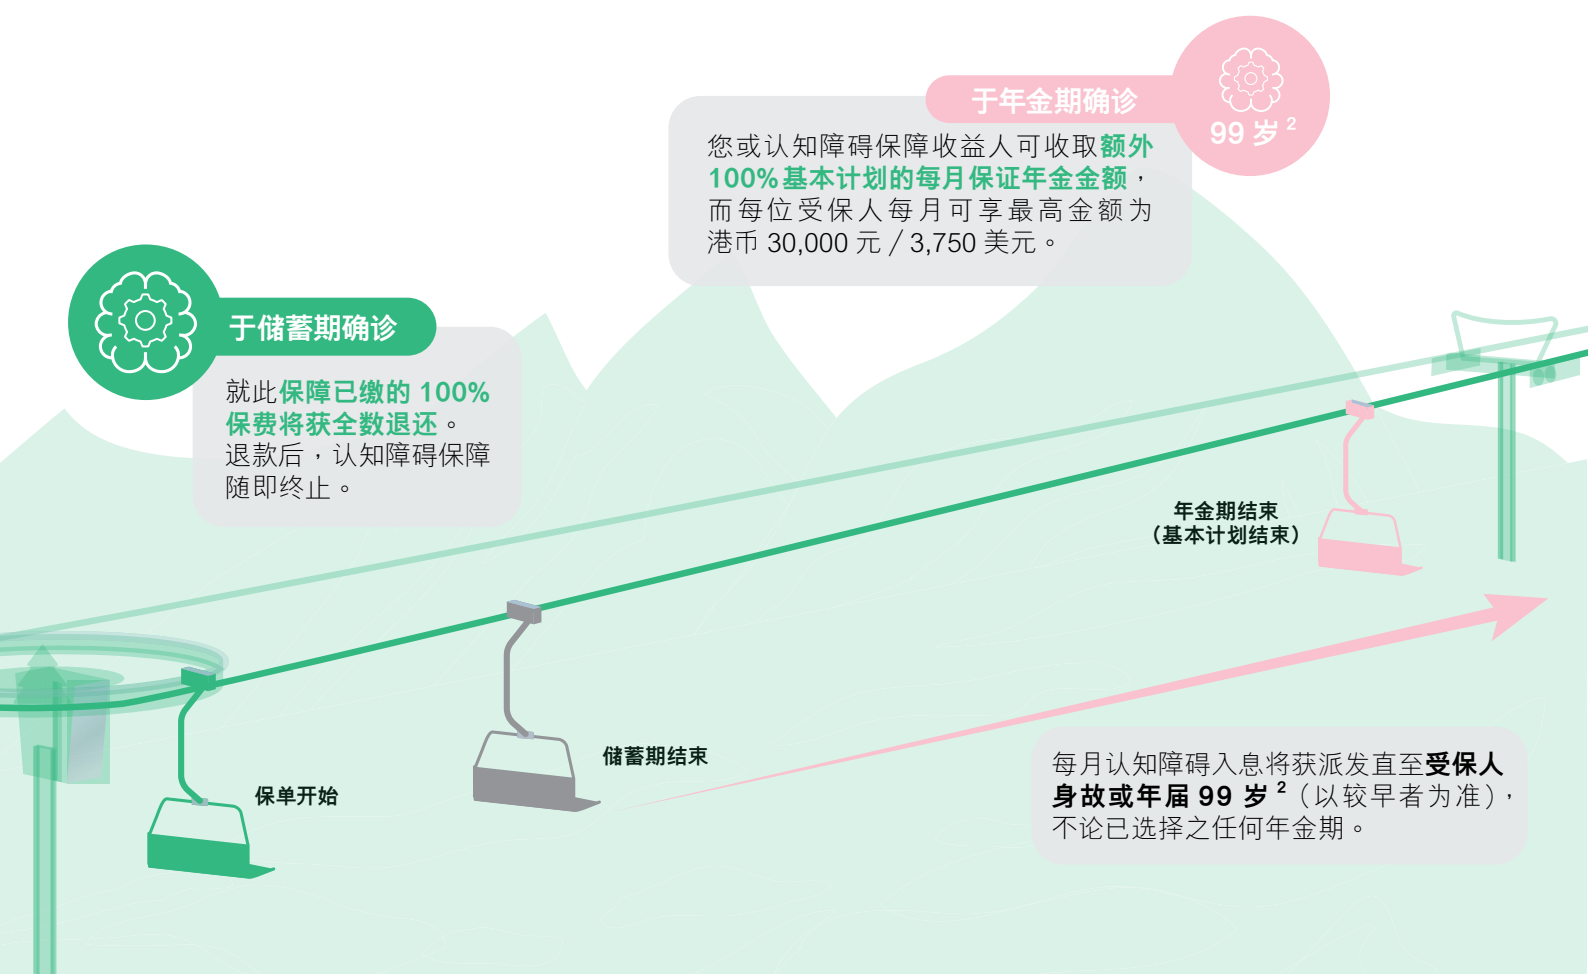 于年金期确诊
99 岁 2
您或认知障碍保障收益人可收取额外
100%基本计划的每月保证年金金额，
而每位受保人每月可享最高金额为
港币 30,000 元 / 3,750 美元。
于储蓄期确诊
就此保障已缴的 100%
保费将获全数退还。
退款后，认知障碍保障
随即终止。
年金期结束
（基本计划结束）
储蓄期结束
保单开始
每月认知障碍入息将获派发直至受保人
身故或年届 99 岁 2（以较早者为准），
不论已选择之任何年金期。